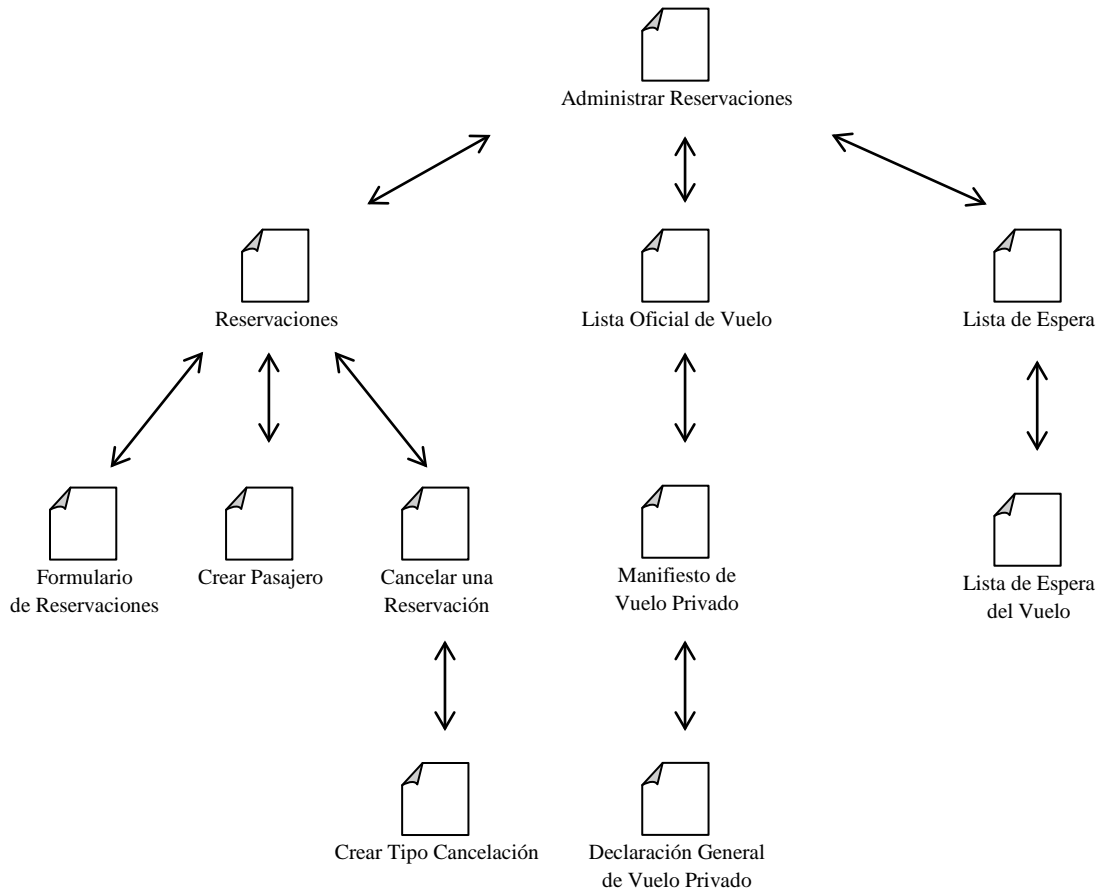 Administrar Reservaciones
Reservaciones
Lista Oficial de Vuelo
Lista de Espera
Formulario
de Reservaciones
Crear Pasajero
Cancelar una
Reservación
Manifiesto de
Vuelo Privado
Lista de Espera
del Vuelo
Crear Tipo Cancelación
Declaración General
de Vuelo Privado